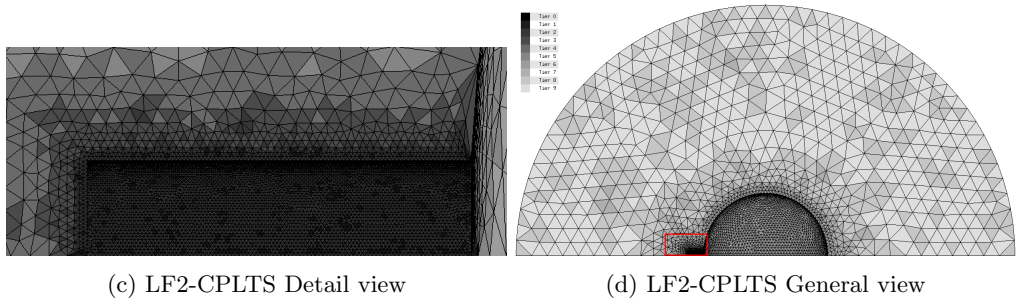 Tier 0
Tier 1
Tier 2
Tier 3
Tier 4
Tier 5
Tier 6
Tier 7
Tier 8
Tier 9
(c) LF2-CPLTS Detail view
(d) LF2-CPLTS General view